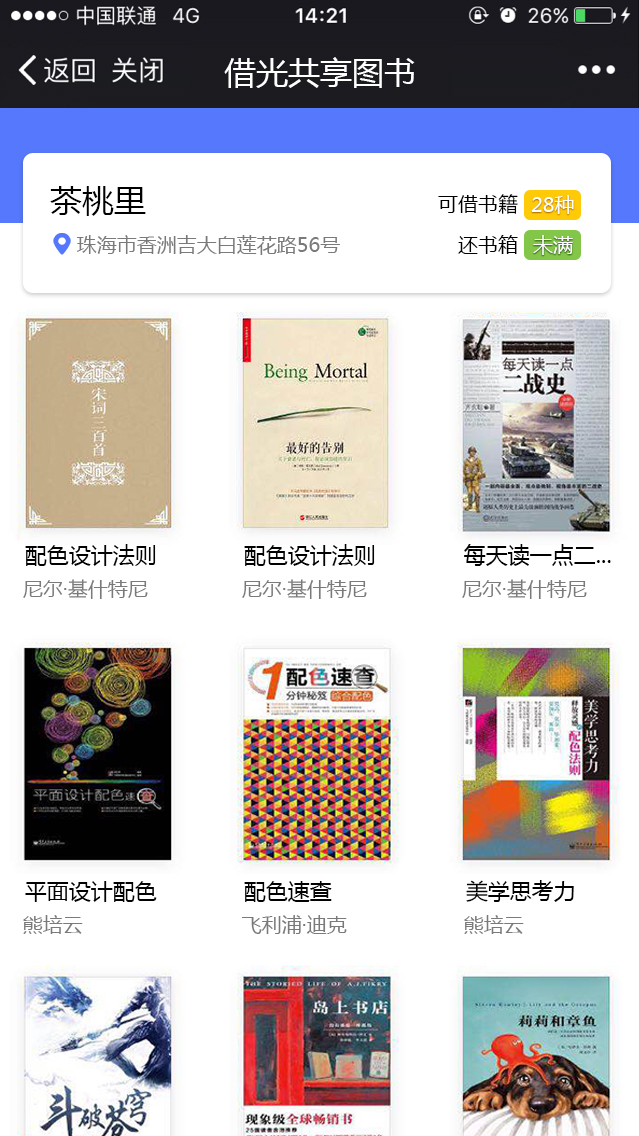 中国联通 4G 14:21 26%
返回 关闭 借光共享图书
茶桃里 可借书籍 28种
珠海市香洲吉大白莲花路56号 还书箱 未满
宋词三百首
Being Mortal
最好的告别
每天读一点
二战史
配色设计法则 配色设计法则 每天读一点二...
尼尔·基什特尼 尼尔·基什特尼 尼尔·基什特尼
平面设计配色速查
1 配色速查
分钟秘笈 综合配色
美学思考力
配色法则
平面设计配色 配色速查 美学思考力
熊培云 飞利浦·迪克 熊培云
斗破苍穹
THE STORIED LIFE OF A.J.FIKRY
岛上书店
现象级全球畅销书
莉莉和章鱼